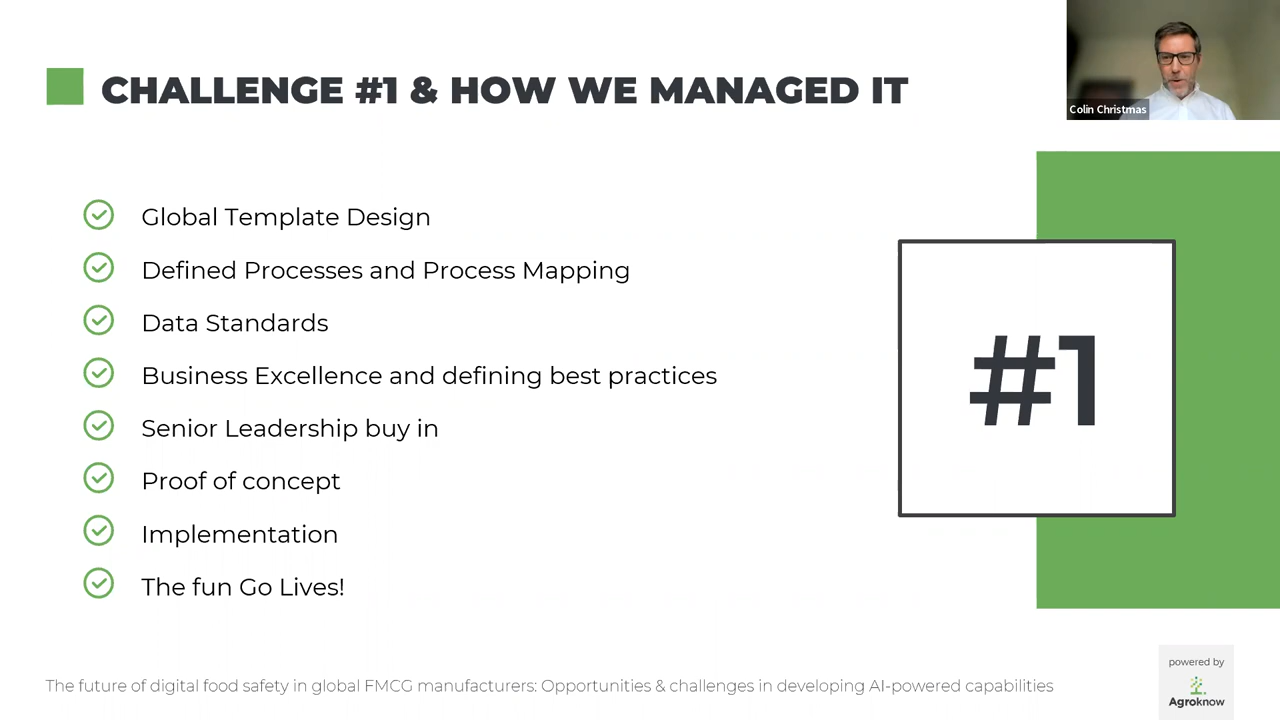 CHALLENGE #1 & HOW WE MANAGED IT
Colin Christmas
Global Template Design
Defined Processes and Process Mapping
Data Standards
Business Excellence and defining best practices
Senior Leadership buy in
Proof of concept
Implementation
The fun Go Lives!
#1
The future of digital food safety in global FMCG manufacturers: Opportunities & challenges in developing AI-powered capabilities
powered by
Agroknow